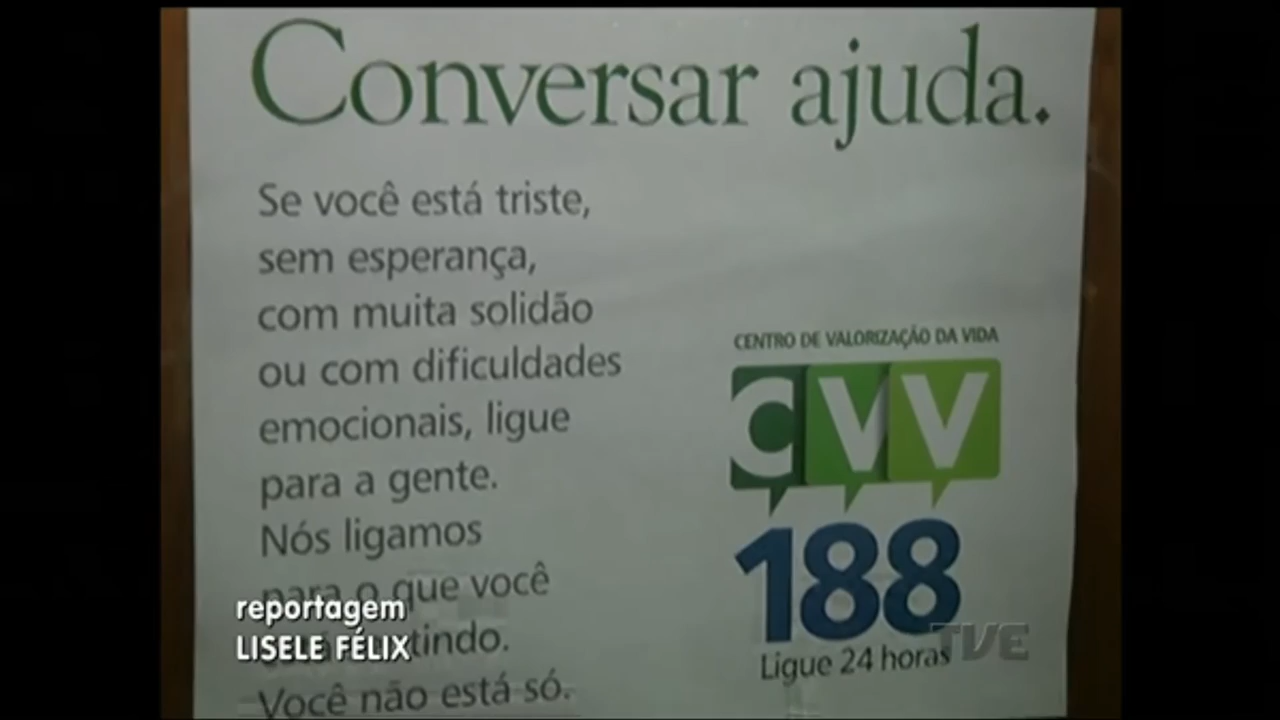 Conversar ajuda.
Se você está triste,
sem esperança,
com muita solidão
ou com dificuldades
emocionais, ligue
para a gente.
Nós ligamos
para o que você
tindo.
Você não está só.
CENTRO DE VALORIZAÇÃO DA VIDA
CVV
188
Ligue 24 horas
reportagem
LISELE FÉLIX
TVE